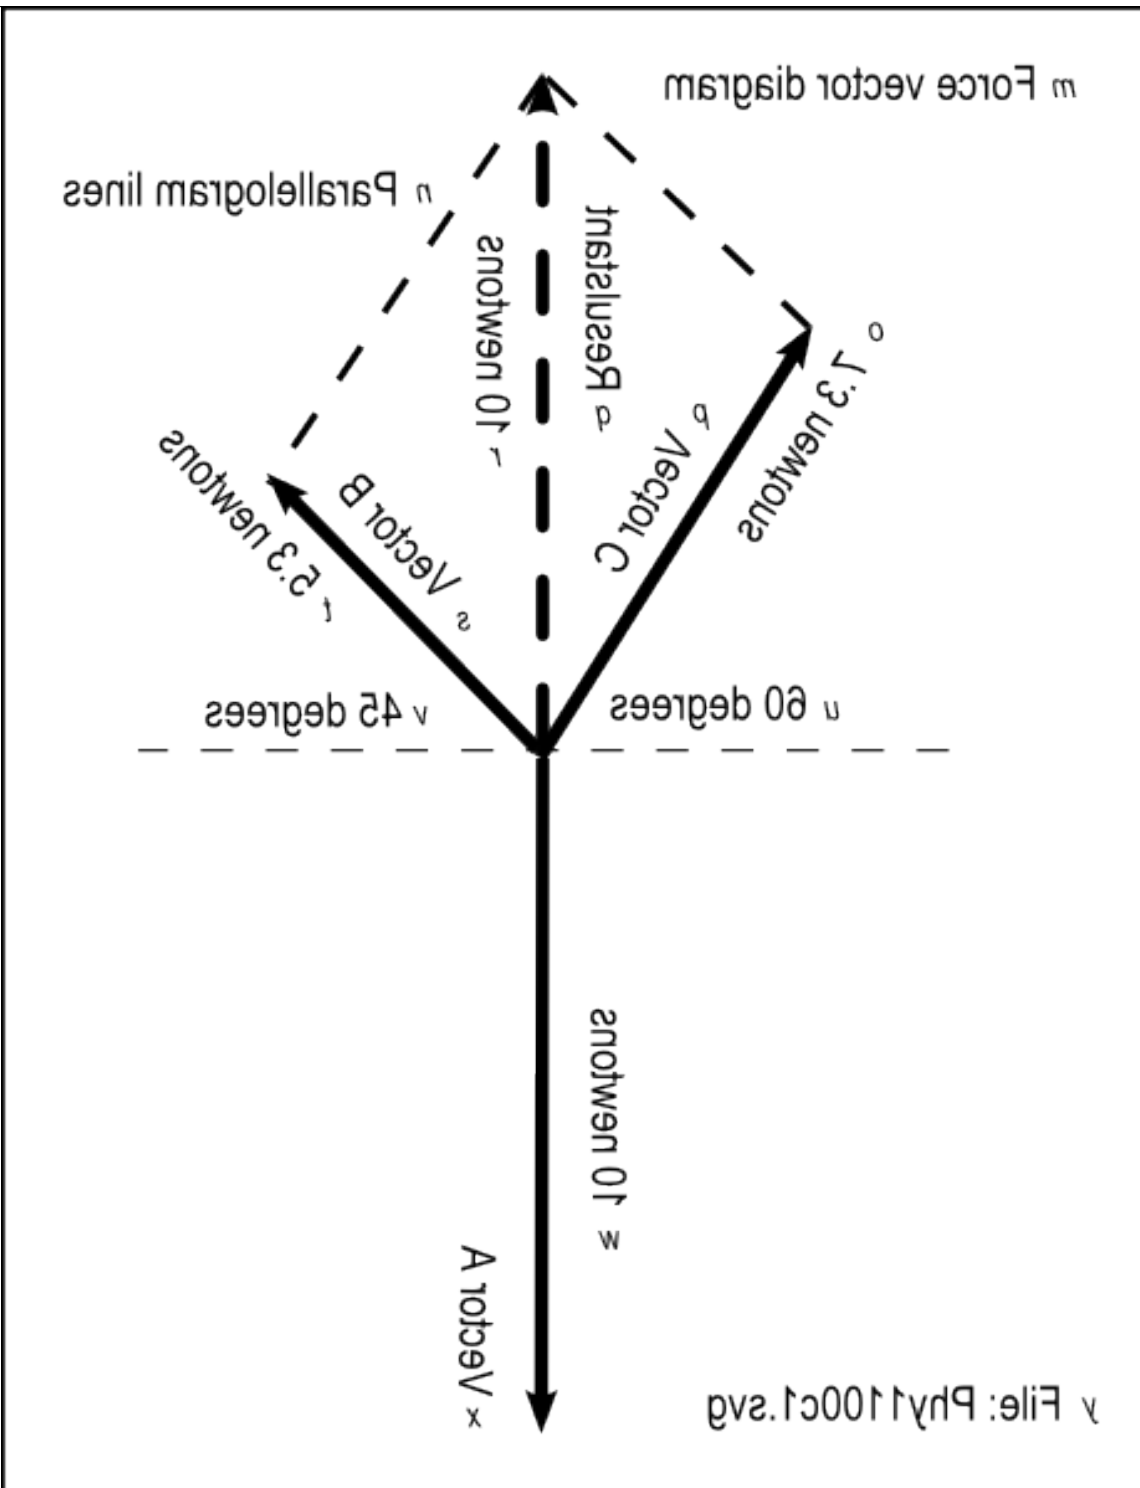 m Force vector diagram
n Parallelogram lines
o 7.3 newtons
p Vector C
q Resulstant
r 10 newtons
s Vector B
t 5.3 newtons
u 60 degrees
v 45 degrees
w 10 newtons
x Vector A
y File: Phy1100c1.svg